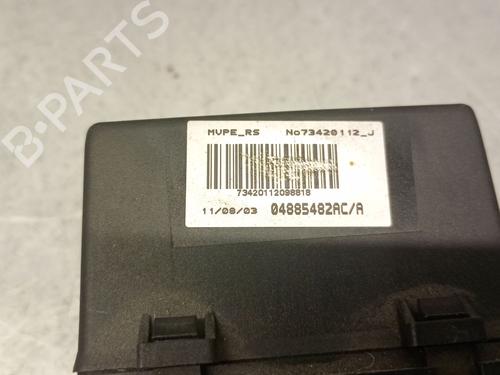 MVPE_RS No73420112_J
73420112098818
11/08/03 04885482AC/A
B-PARTS